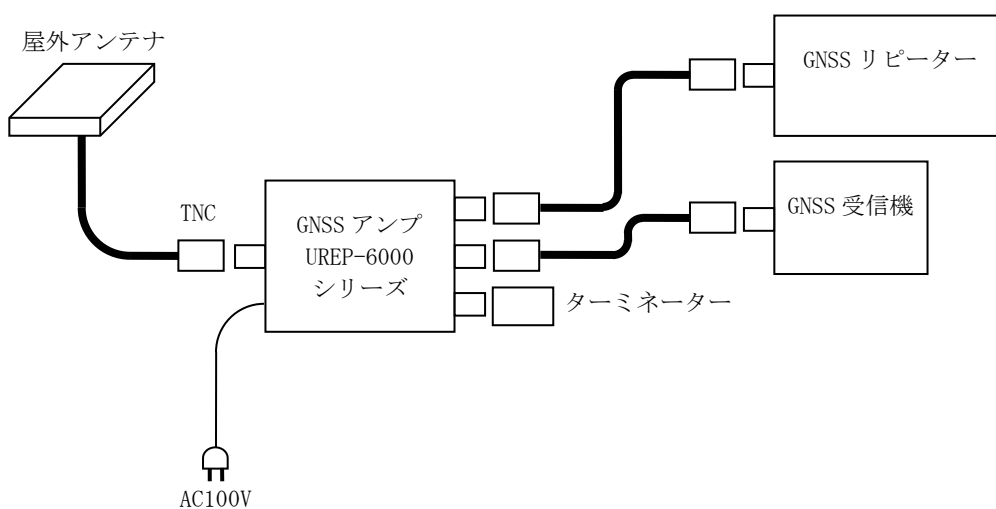 屋外アンテナ
GNSS リピーター
TNC
GNSS アンプ
UREP-6000
シリーズ
GNSS 受信機
ターミネーター
AC100V